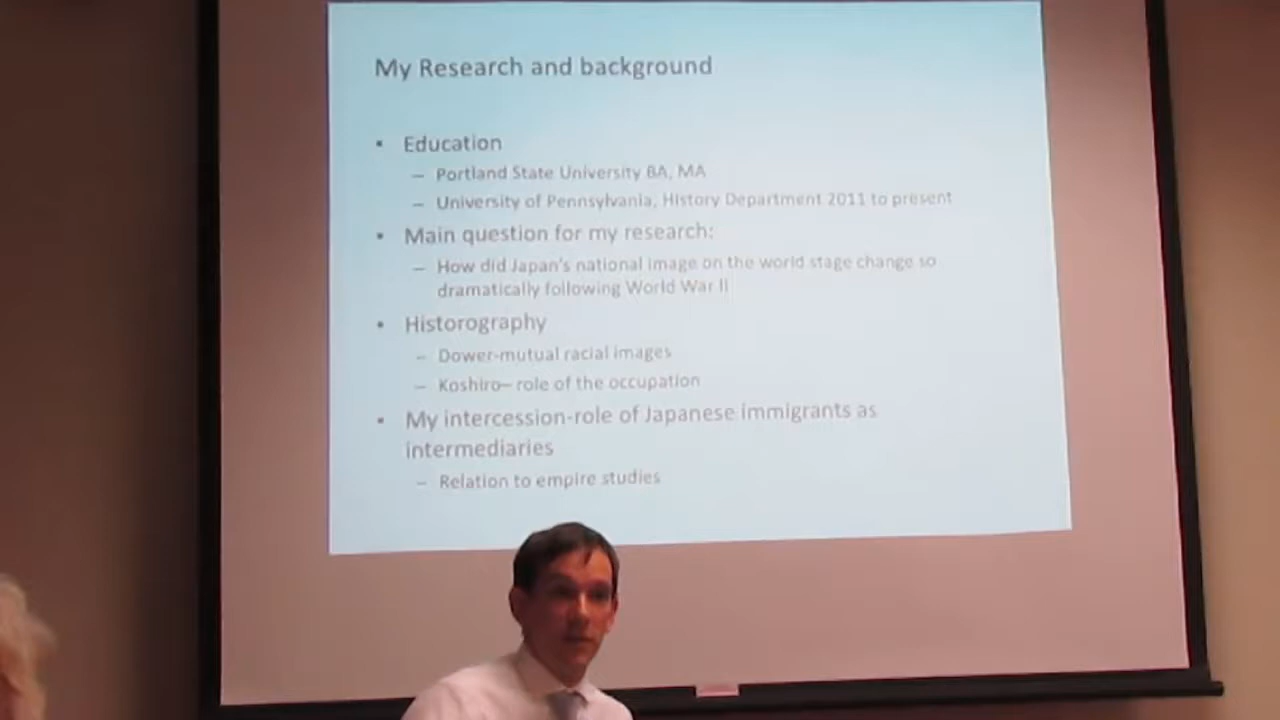 My Research and background
• Education
– Portland State University BA, MA
– University of Pennsylvania, History Department 2011 to present
• Main question for my research:
– How did Japan's national image on the world stage change so
dramatically following World War II
• Historography
– Dower-mutual racial images
– Koshiro– role of the occupation
• My intercession-role of Japanese immigrants as
intermediaries
– Relation to empire studies